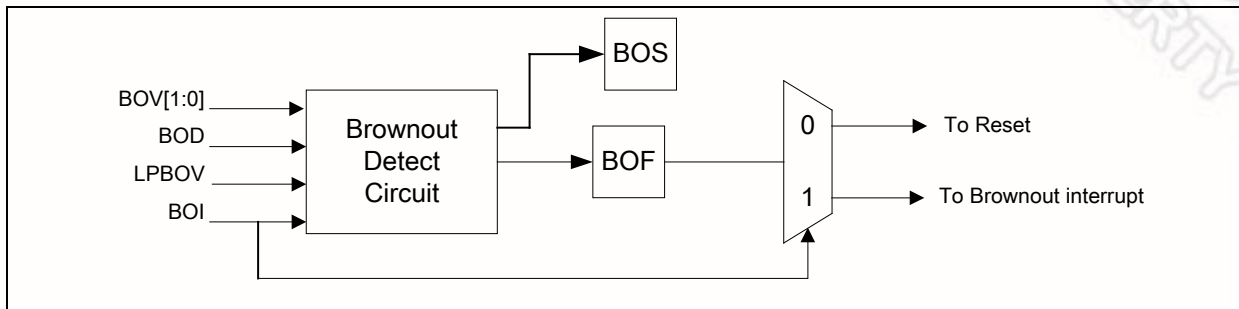 BOV[1:0]
BOD
LPBOV
BOI
Brownout
Detect
Circuit
BOS
BOF
0
1
To Reset
To Brownout interrupt